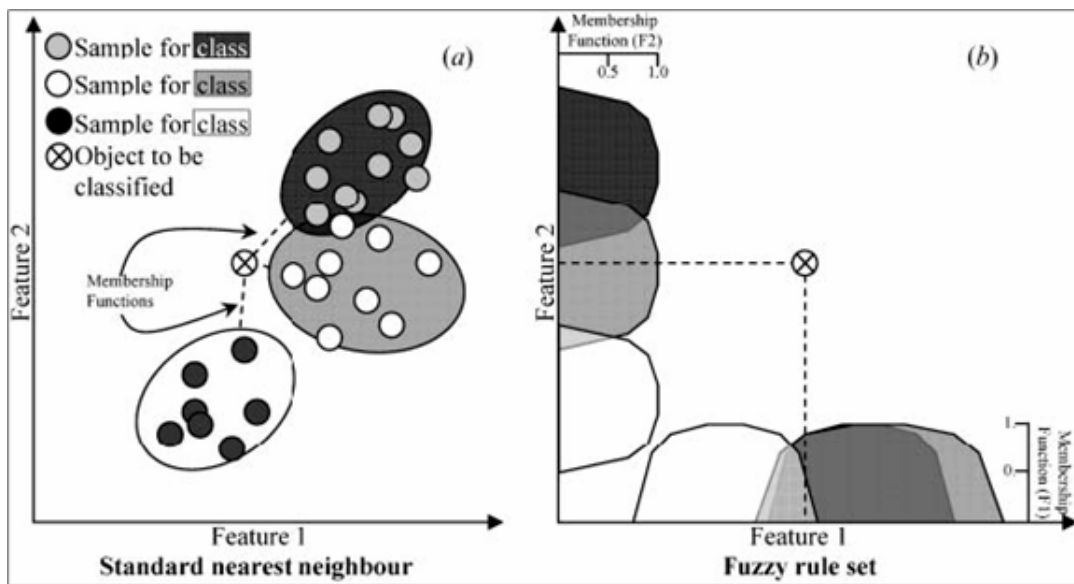 Sample for class
Sample for class
Sample for class
Object to be
classified
(a)
Feature 2
Membership
Functions
Feature 1
Standard nearest neighbour
Membership
Function (F2)
0.5 1.0
(b)
Feature 2
1.
0.
Membership
Function (F1)
Feature 1
Fuzzy rule set